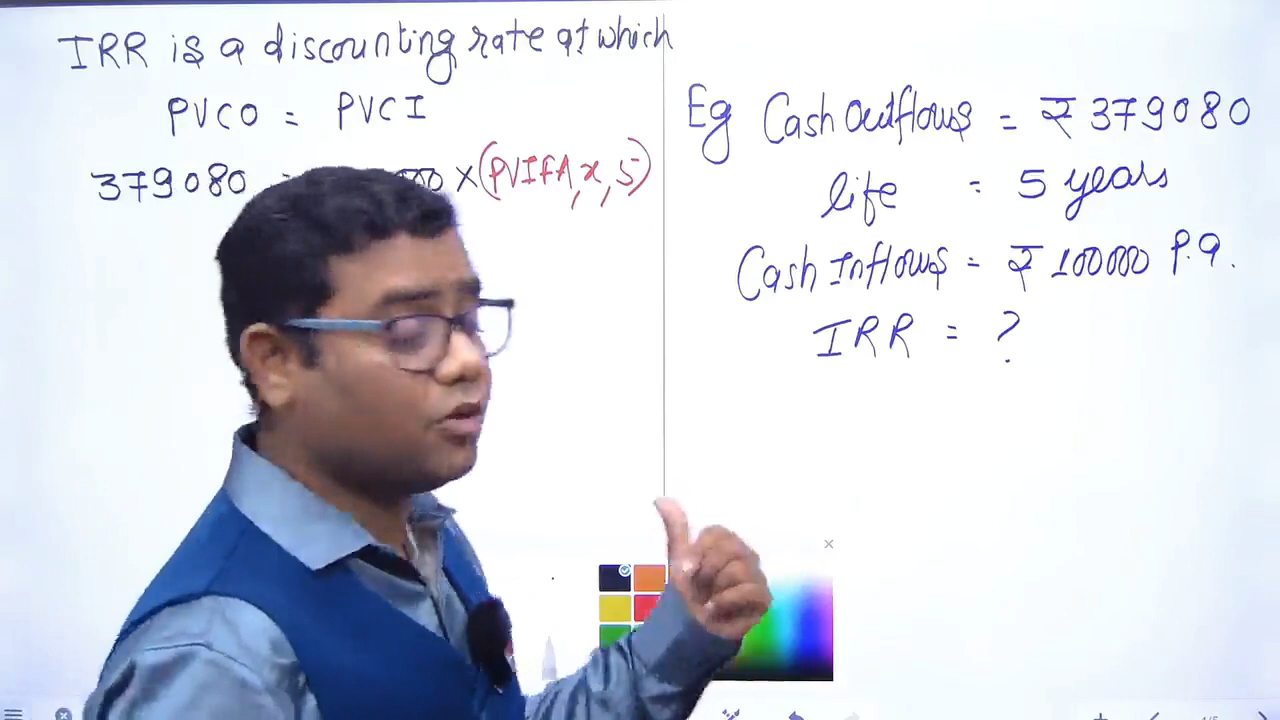 IRR is a discounting rate at which
PVCO = PVCI
379080 = 000 × (PVIFA, x, 5)
Eg Cash Outflows = ₹ 379080
life = 5 years
Cash Inflows = ₹ 100000 P.a.
IRR = ?